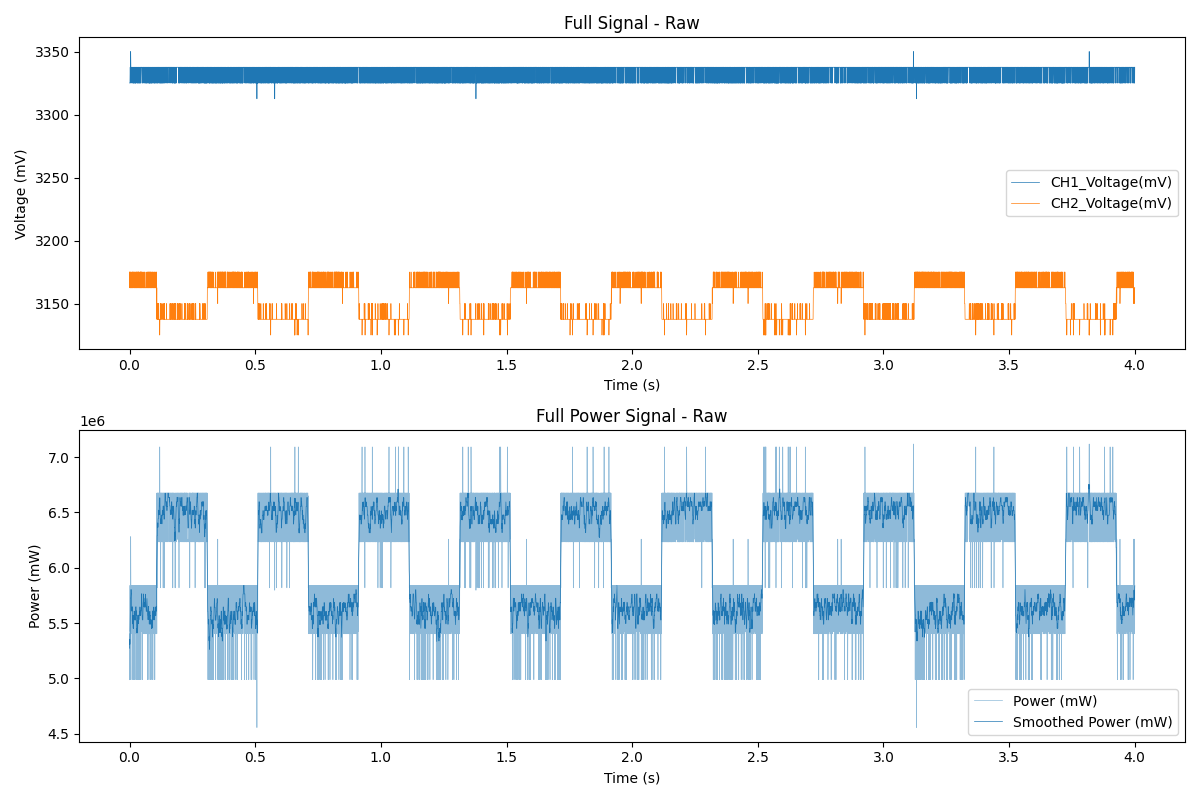 Full Signal - Raw
3350
3300
3250
3200
3150
Voltage (mV)
CH1_Voltage(mV)
CH2_Voltage(mV)
0.0 0.5 1.0 1.5 2.0 2.5 3.0 3.5 4.0
Time (s)
Full Power Signal - Raw
1e6
7.0
6.5
6.0
5.5
5.0
4.5
Power (mW)
Power (mW)
Smoothed Power (mW)
0.0 0.5 1.0 1.5 2.0 2.5 3.0 3.5 4.0
Time (s)